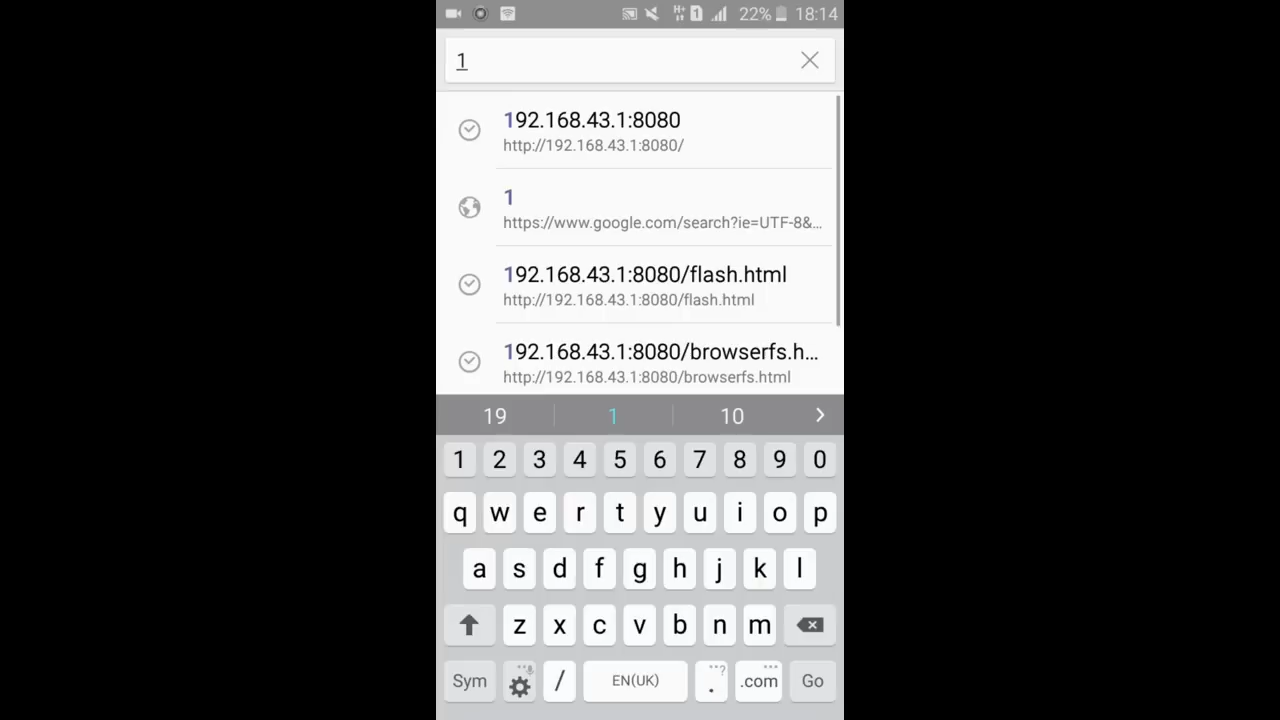 H+ 1 22% 18:14
1
192.168.43.1:8080
http://192.168.43.1:8080/
1
https://www.google.com/search?ie=UTF-8&...
192.168.43.1:8080/flash.html
http://192.168.43.1:8080/flash.html
192.168.43.1:8080/browserfs.h...
http://192.168.43.1:8080/browserfs.html
19 1 10
1 2 3 4 5 6 7 8 9 0
q w e r t y u i o p
a s d f g h j k l
z x c v b n m
Sym / EN(UK) . ? .com Go